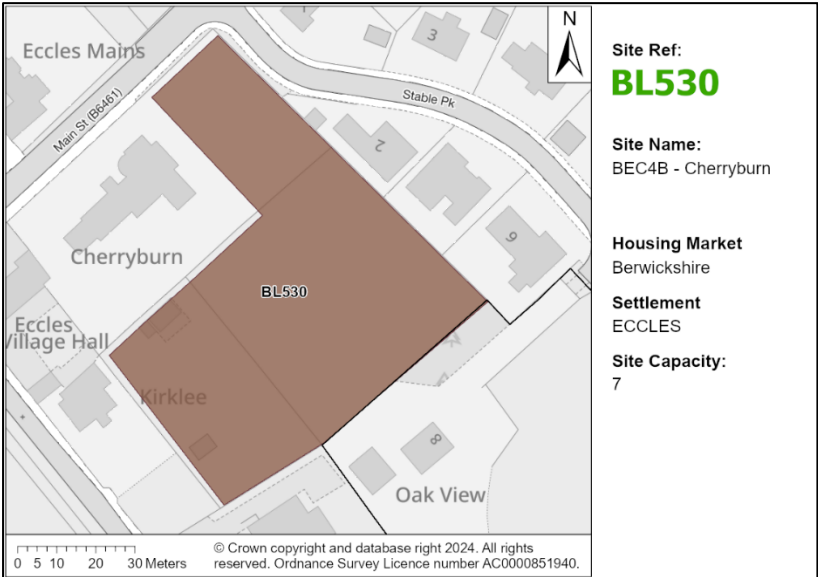 Eccles Mains
Main St (B6461)
3
N
Stable Pk
2
Cherryburn
6
BL530
Eccles
Village Hall
Kirklee
8
Oak View
0 5 10 20 30 Meters
© Crown copyright and database right 2024. All rights
reserved. Ordnance Survey Licence number AC0000851940.
Site Ref:
BL530
Site Name:
BEC4B - Cherryburn
Housing Market
Berwickshire
Settlement
ECCLES
Site Capacity:
7